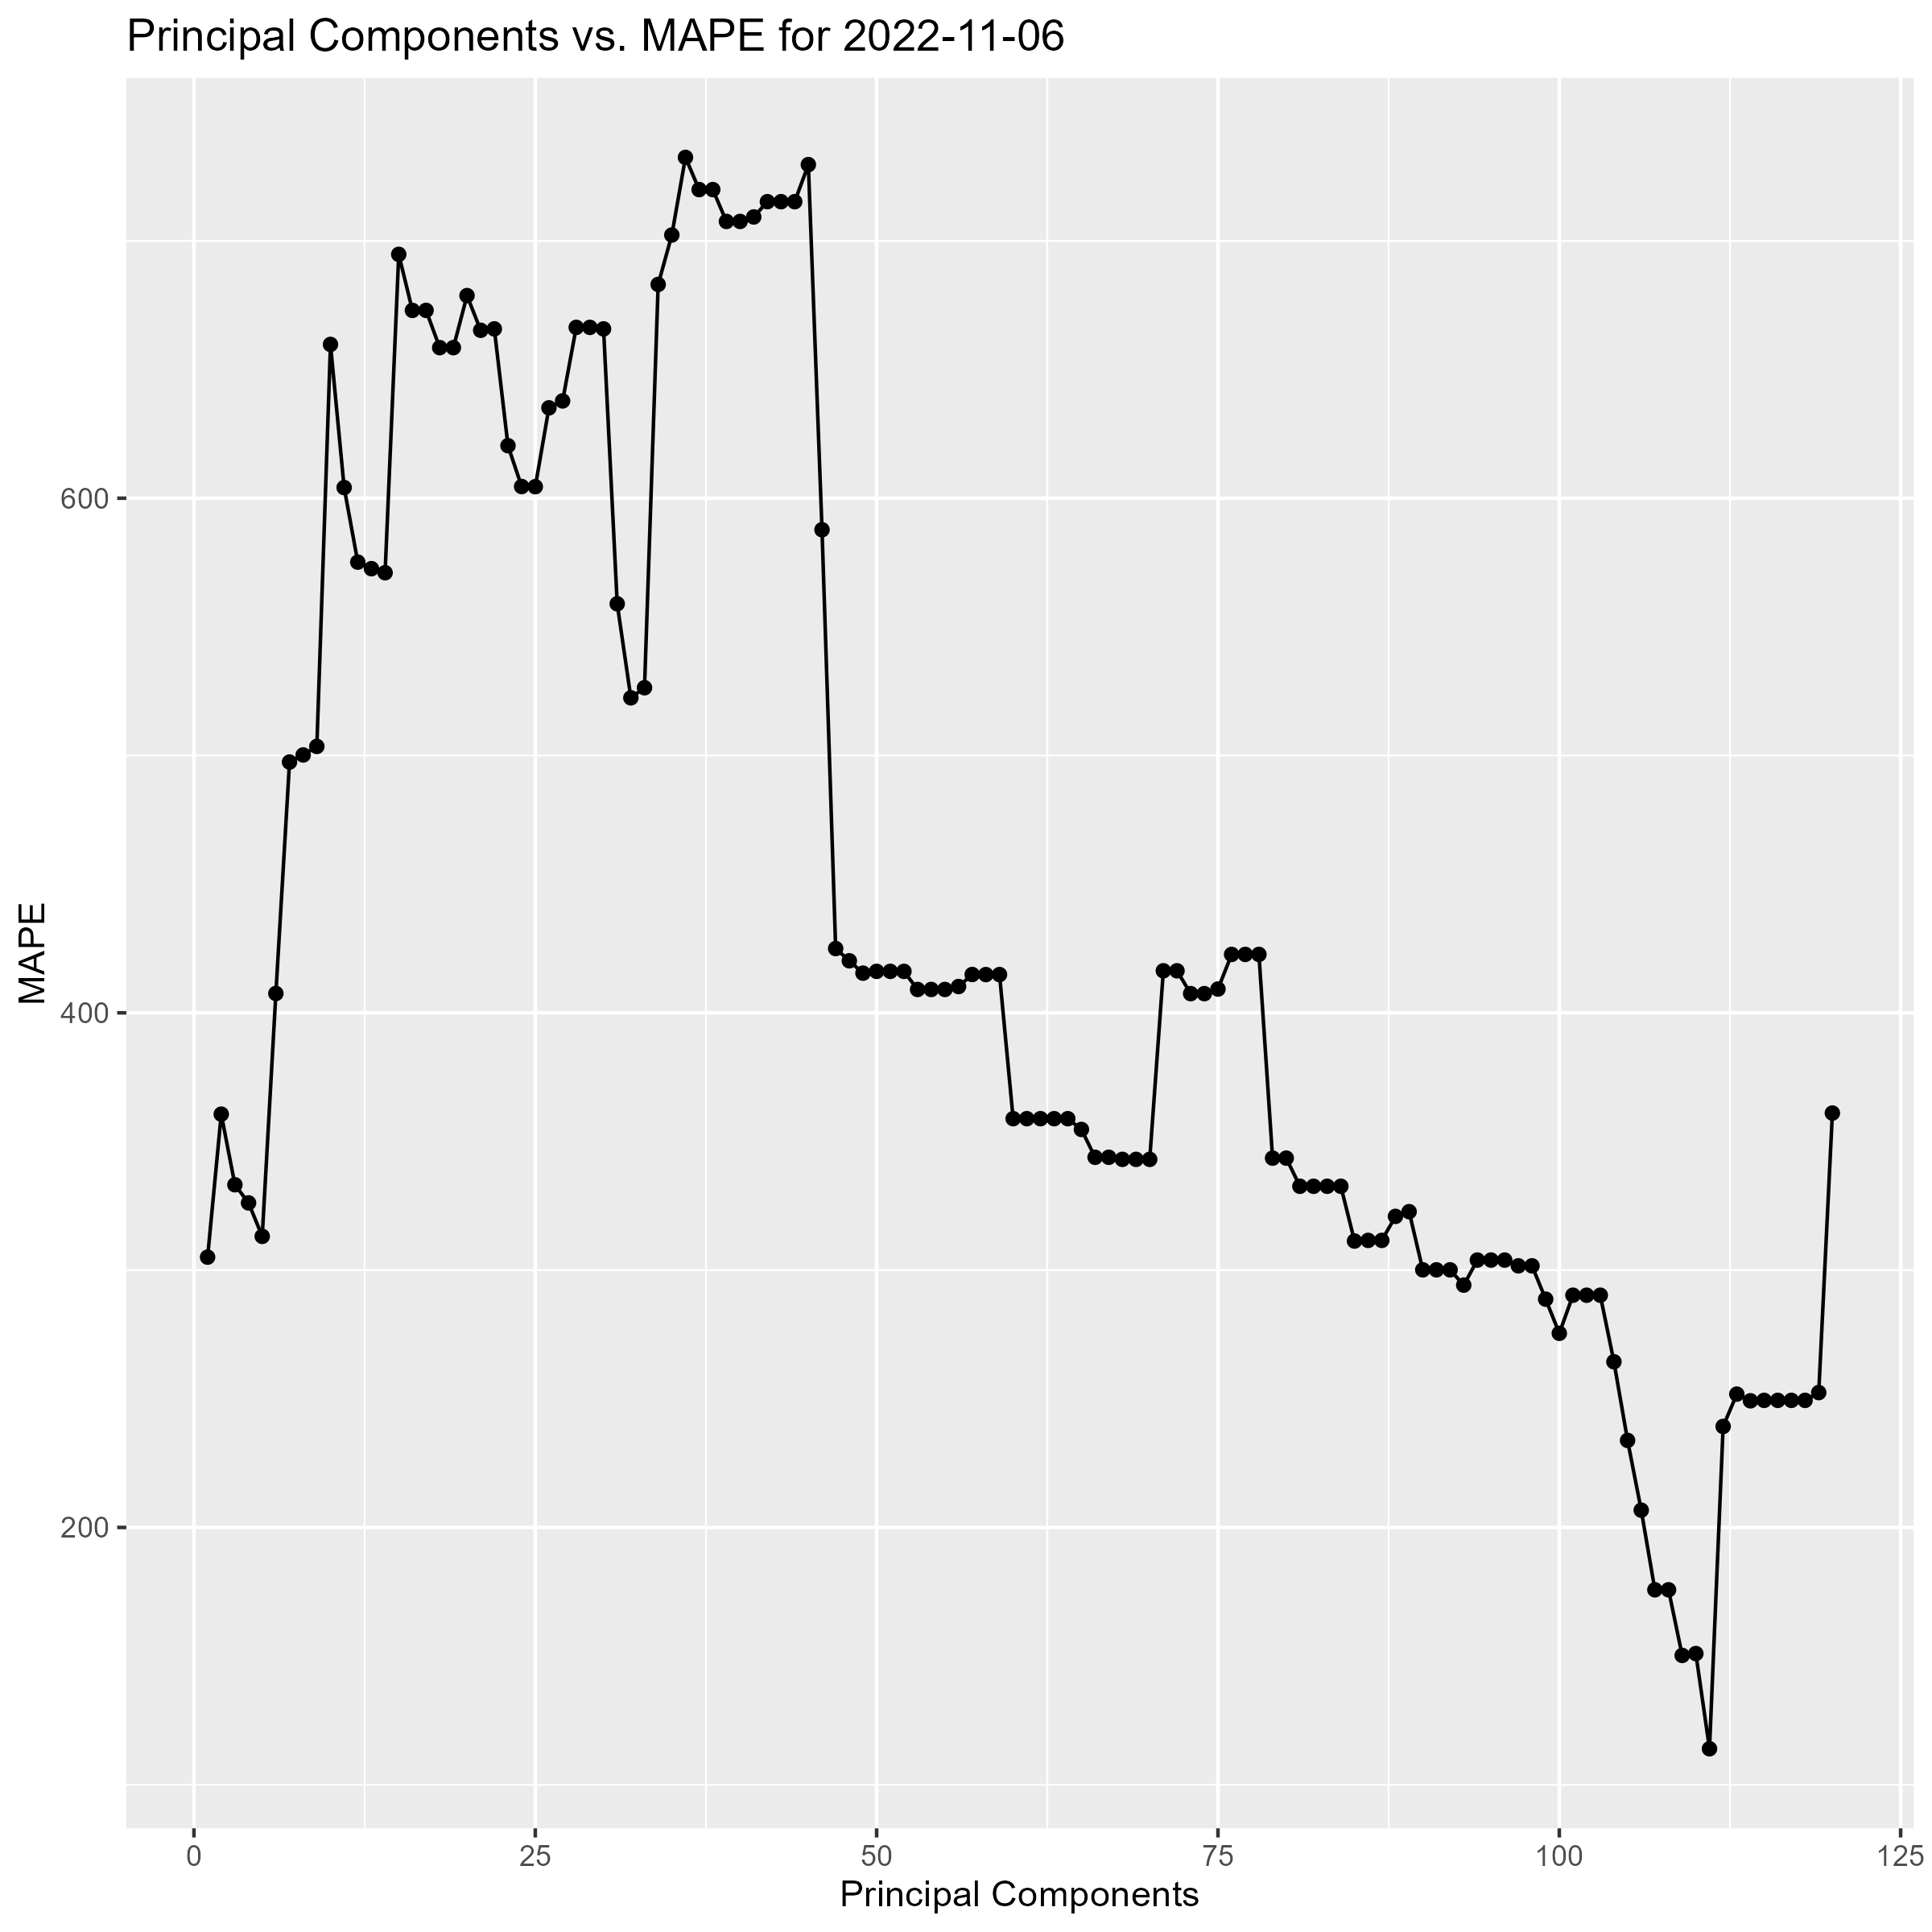 Principal Components vs. MAPE for 2022-11-06
MAPE
600
400
200
0 25 50 75 100 125
Principal Components